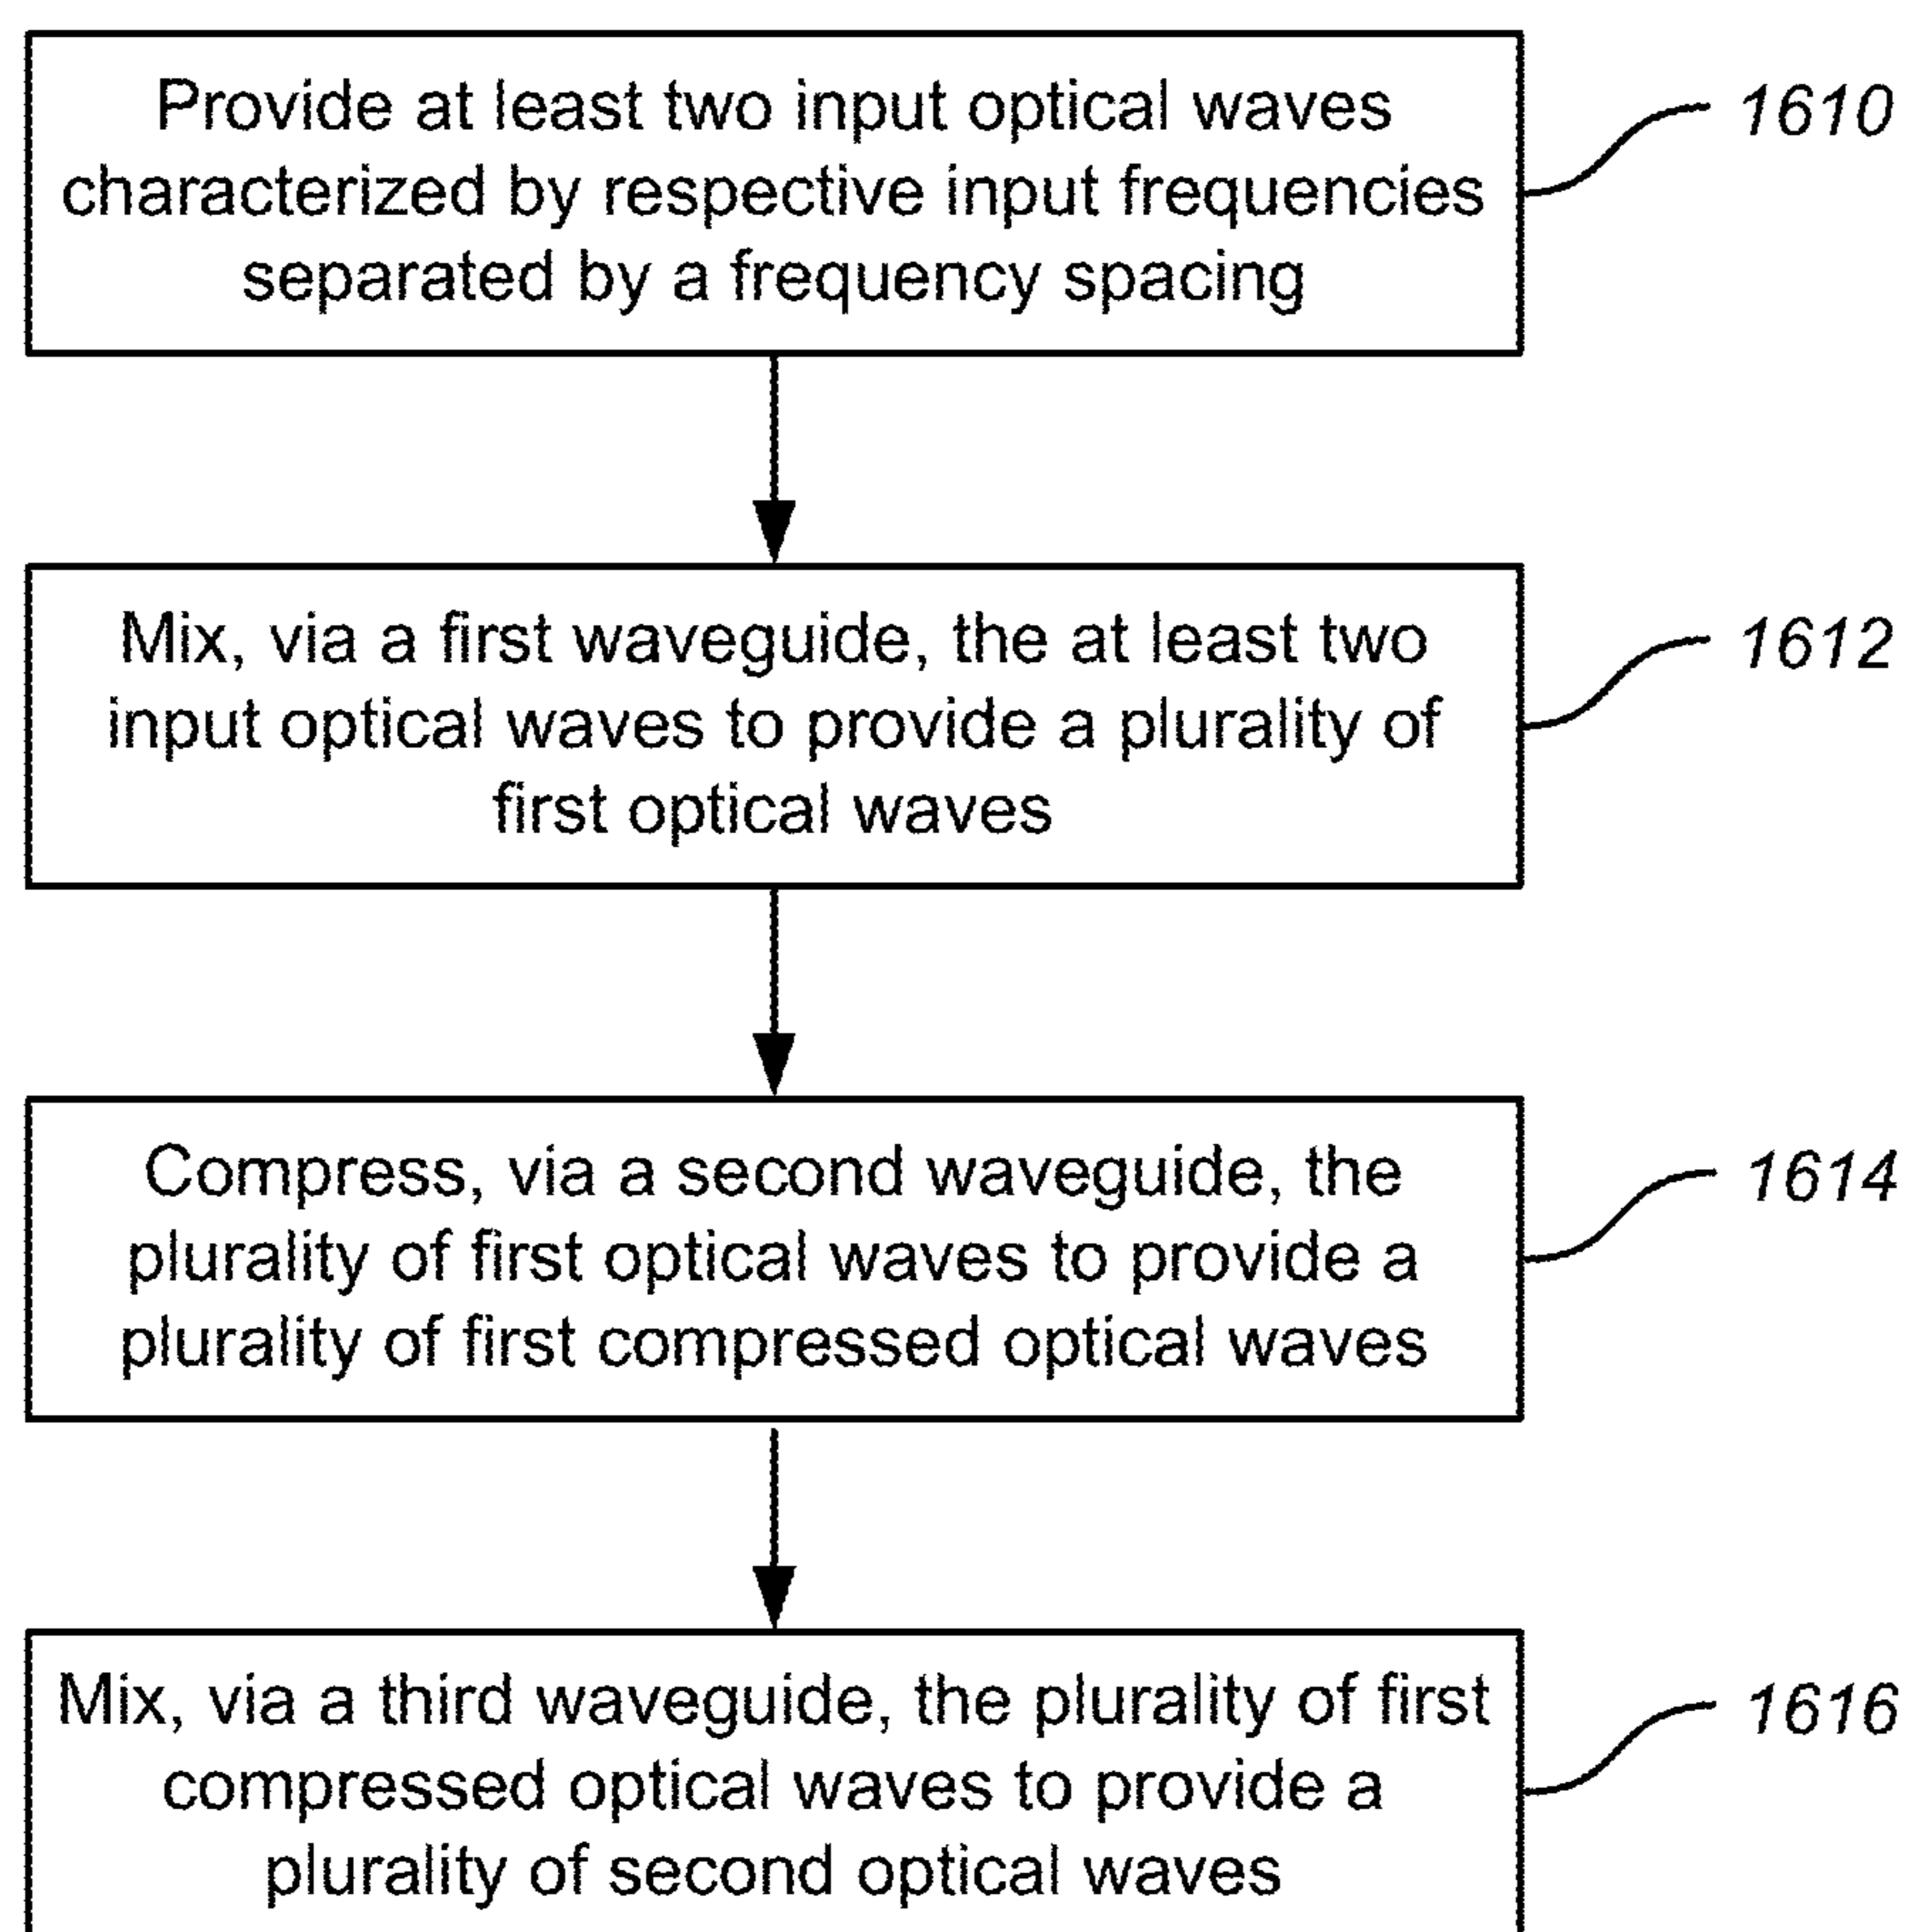 Provide at least two input optical waves
characterized by respective input frequencies
separated by a frequency spacing
1610
Mix, via a first waveguide, the at least two
input optical waves to provide a plurality of
first optical waves
1612
Compress, via a second waveguide, the
plurality of first optical waves to provide a
plurality of first compressed optical waves
1614
Mix, via a third waveguide, the plurality of first
compressed optical waves to provide a
plurality of second optical waves
1616